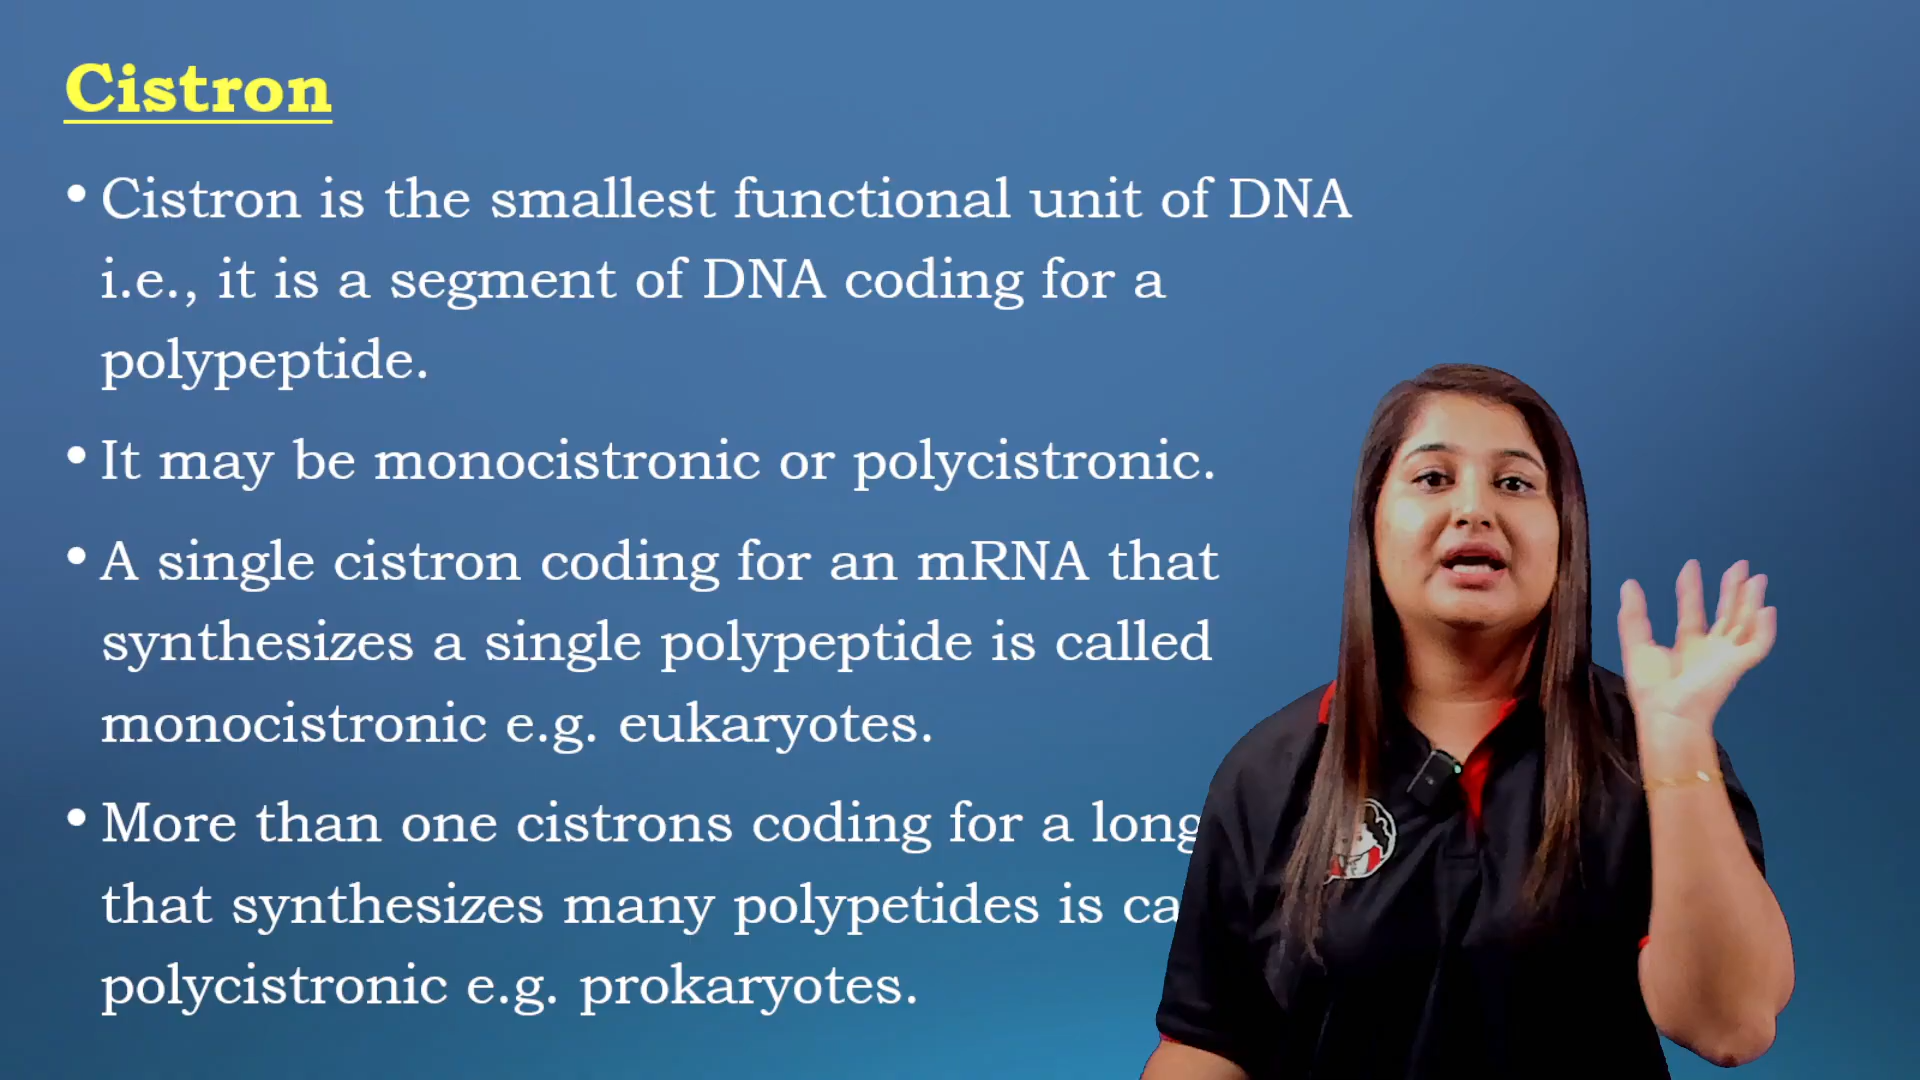 Cistron
• Cistron is the smallest functional unit of DNA
i.e., it is a segment of DNA coding for a
polypeptide.
• It may be monocistronic or polycistronic.
• A single cistron coding for an mRNA that
synthesizes a single polypeptide is called
monocistronic e.g. eukaryotes.
• More than one cistrons coding for a long
that synthesizes many polypetides is
polycistronic e.g. prokaryotes.